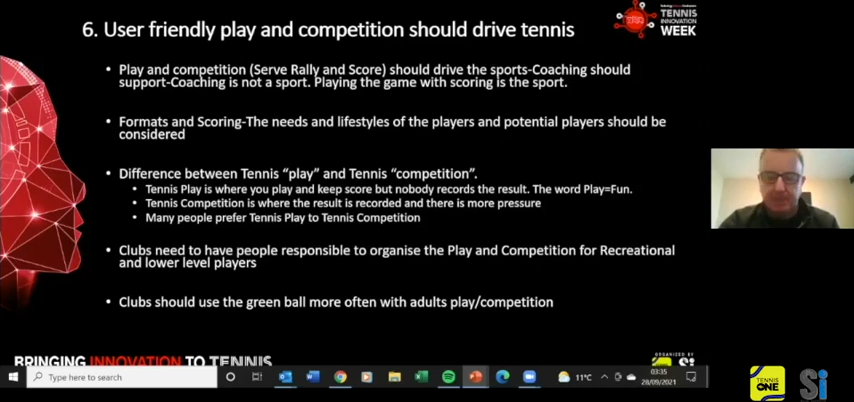 6. User friendly play and competition should drive tennis
TENNIS
INNOVATION
WEEK
• Play and competition (Serve Rally and Score) should drive the sports-Coaching should
support-Coaching is not a sport. Playing the game with scoring is the sport.
• Formats and Scoring-The needs and lifestyles of the players and potential players should be
considered
• Difference between Tennis "play" and Tennis "competition".
• Tennis Play is where you play and keep score but nobody records the result. The word Play=Fun.
• Tennis Competition is where the result is recorded and there is more pressure
• Many people prefer Tennis Play to Tennis Competition
• Clubs need to have people responsible to organise the Play and Competition for Recreational
and lower level players
• Clubs should use the green ball more often with adults play/competition
BRINGING INNOVATION TO TENNIS
ORGANIZED BY
Si
Type here to search
11°C
03:35
28/09/2021
TENNIS
ONE
Si